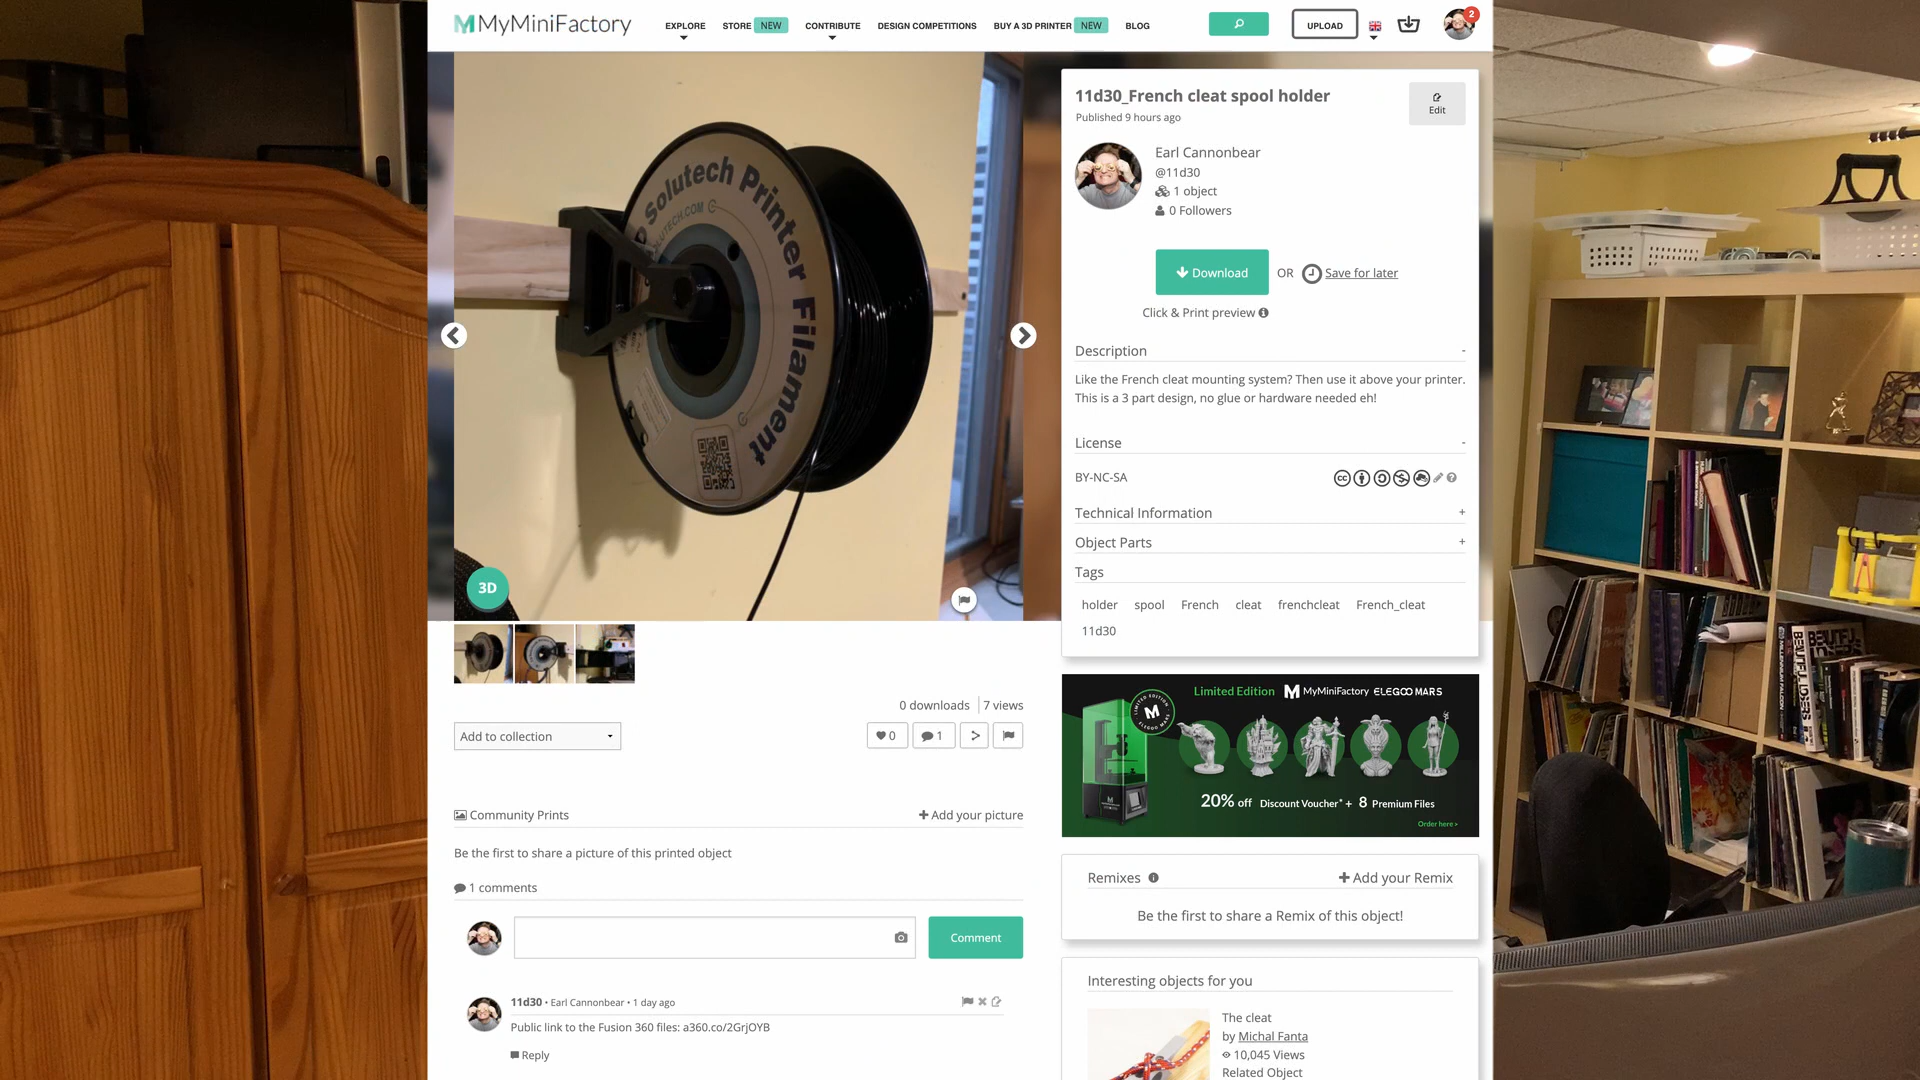 MyMiniFactory
EXPLORE
STORE NEW
CONTRIBUTE
DESIGN COMPETITIONS
BUY A 3D PRINTER NEW
BLOG
UPLOAD
2
Solutech Printer Filament
3D
11d30_French cleat spool holder
Published 9 hours ago
Edit
Earl Cannonbear
@11d30
1 object
0 Followers
Download OR Save for later
Click & Print preview
Description -
Like the French cleat mounting system? Then use it above your printer.
This is a 3 part design, no glue or hardware needed eh!
License -
BY-NC-SA
Technical Information +
Object Parts +
Tags
holder spool French cleat frenchcleat French_cleat
11d30
0 downloads 7 views
Add to collection
0 1
Community Prints
Add your picture
Be the first to share a picture of this printed object
1 comments
Comment
11d30 • Earl Cannonbear • 1 day ago
Public link to the Fusion 360 files: a360.co/2GrjOYB
Reply
Limited Edition MyMiniFactory ELEGOO MARS
20% off Discount Voucher* + 8 Premium Files
Order here >
Remixes
Add your Remix
Be the first to share a Remix of this object!
Interesting objects for you
The cleat
by Michal Fanta
10,045 Views
Related Object